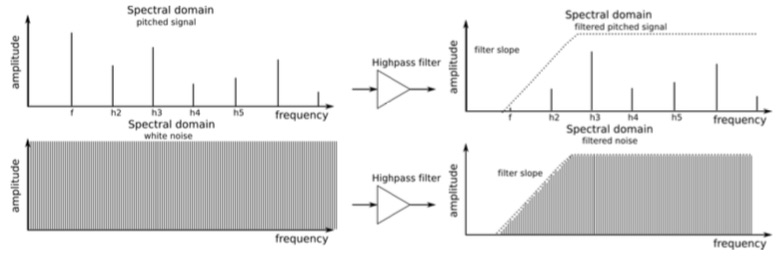 Spectral domain
pitched signal
amplitude
f h2 h3 h4 h5
frequency
Highpass filter
Spectral domain
filtered pitched signal
filter slope
amplitude
f h2 h3 h4 h5
frequency
Spectral domain
white noise
amplitude
frequency
Highpass filter
Spectral domain
filtered noise
filter slope
amplitude
frequency